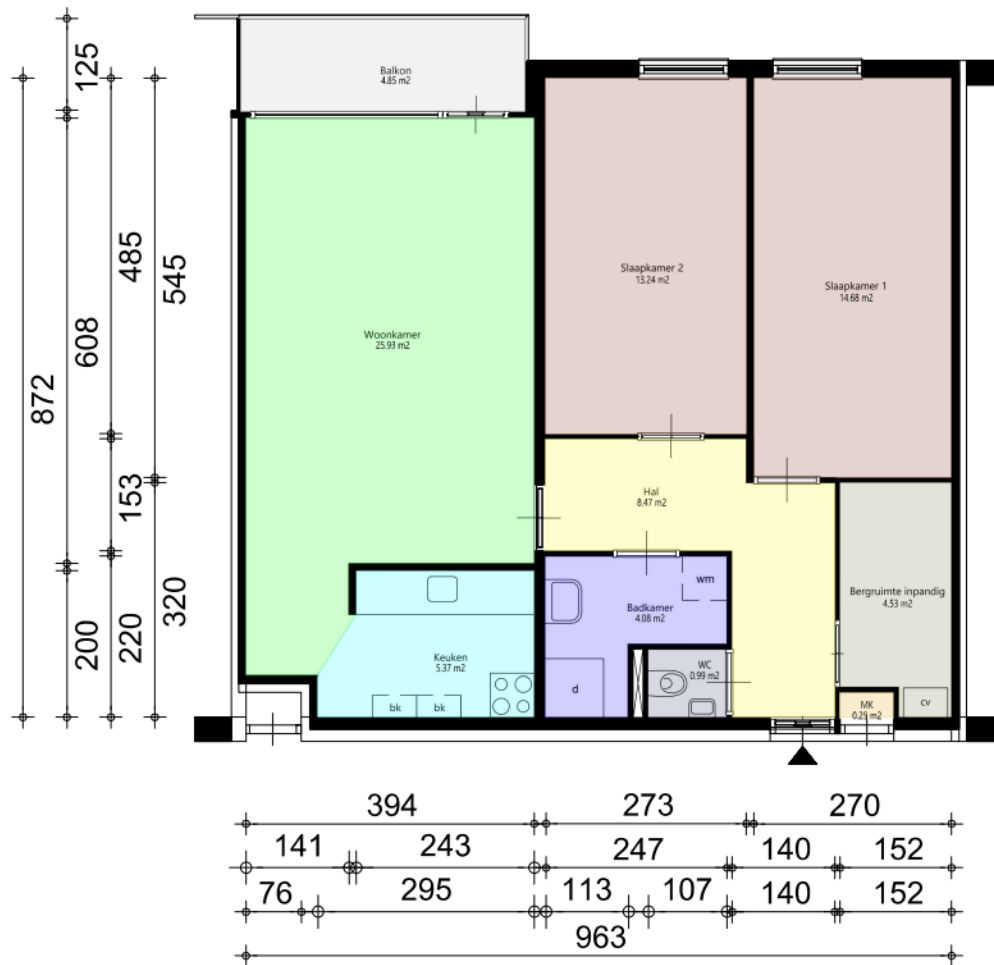 125
Balkon
4.85 m2
485
545
608
872
Slaapkamer 2
13.24 m2
Slaapkamer 1
14.68 m2
Woonkamer
25.93 m2
153
Hal
8.47 m2
320
220
200
wm
Badkamer
4.08 m2
Bergruimte inpandig
4.53 m2
Keuken
5.37 m2
WC
0.99 m2
d
bk
bk
MK
0.29 m2
cv
394
273
270
141
243
247
140
152
76
295
113
107
140
152
963